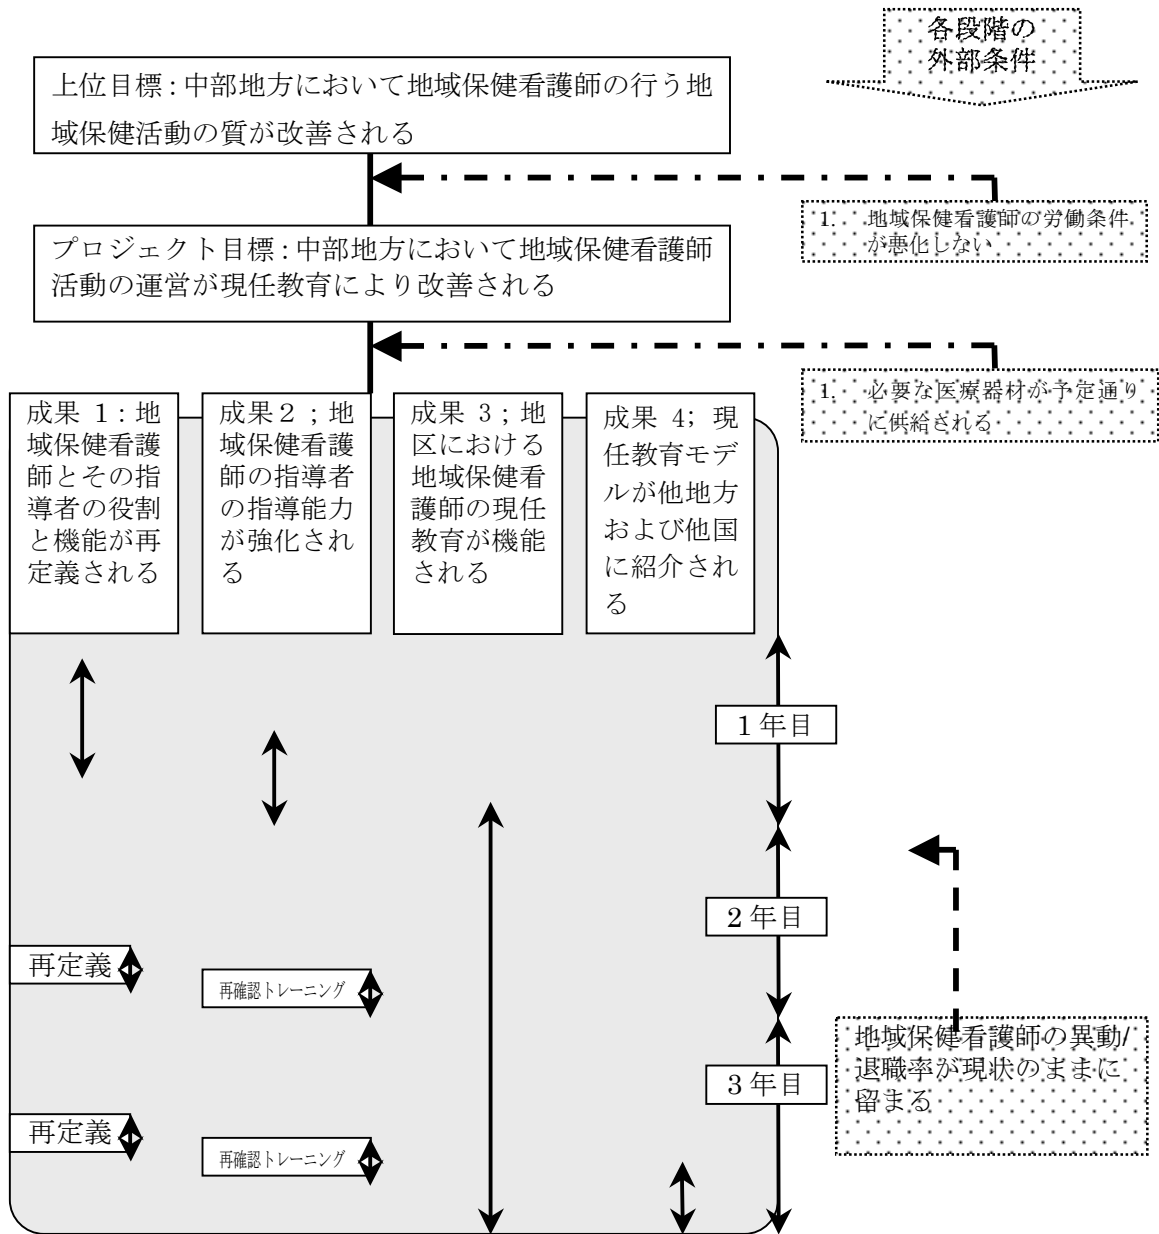 各段階の
外部条件
上位目標:中部地方において地域保健看護師の行う地
域保健活動の質が改善される
1. 地域保健看護師の労働条件
が悪化しない
プロジェクト目標:中部地方において地域保健看護師
活動の運営が現任教育により改善される
1. 必要な医療器材が予定通り
に供給される
成果 1:地
域保健看護
師とその指
導者の役割
と機能が再
定義される
成果2;地
域保健看護
師の指導者
の指導能力
が強化され
る
成果 3;地
区における
地域保健看
護師の現任
教育が機能
される
成果 4; 現
任教育モデ
ルが他地方
および他国
に紹介され
る
1年目
2年目
再定義
再確認トレーニング
地域保健看護師の異動/
退職率が現状のままに
留まる
3年目
再定義
再確認トレーニング